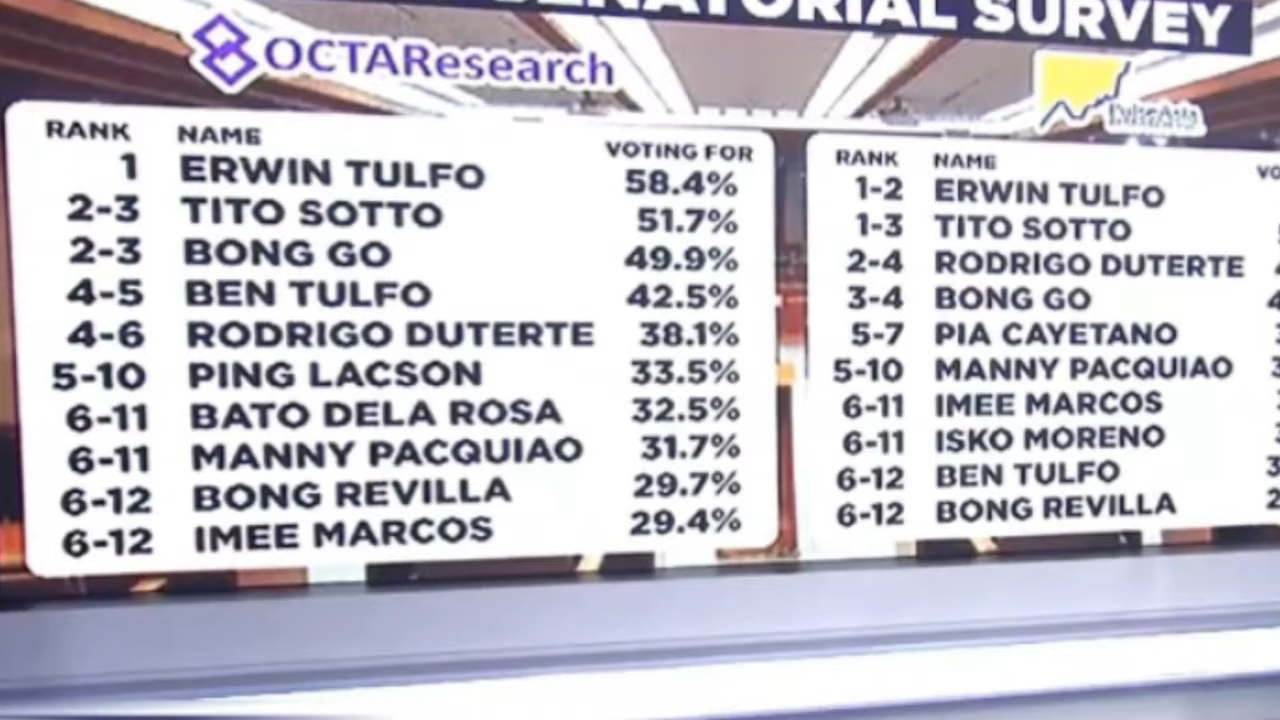 SENATORIAL SURVEY
OCTAResearch
RANK NAME VOTING FOR
1 ERWIN TULFO 58.4%
2-3 TITO SOTTO 51.7%
2-3 BONG GO 49.9%
4-5 BEN TULFO 42.5%
4-6 RODRIGO DUTERTE 38.1%
5-10 PING LACSON 33.5%
6-11 BATO DELA ROSA 32.5%
6-11 MANNY PACQUIAO 31.7%
6-12 BONG REVILLA 29.7%
6-12 IMEE MARCOS 29.4%
RANK NAME VO
1-2 ERWIN TULFO
1-3 TITO SOTTO
2-4 RODRIGO DUTERTE
3-4 BONG GO
5-7 PIA CAYETANO
5-10 MANNY PACQUIAO
6-11 IMEE MARCOS
6-11 ISKO MORENO
6-12 BEN TULFO
6-12 BONG REVILLA